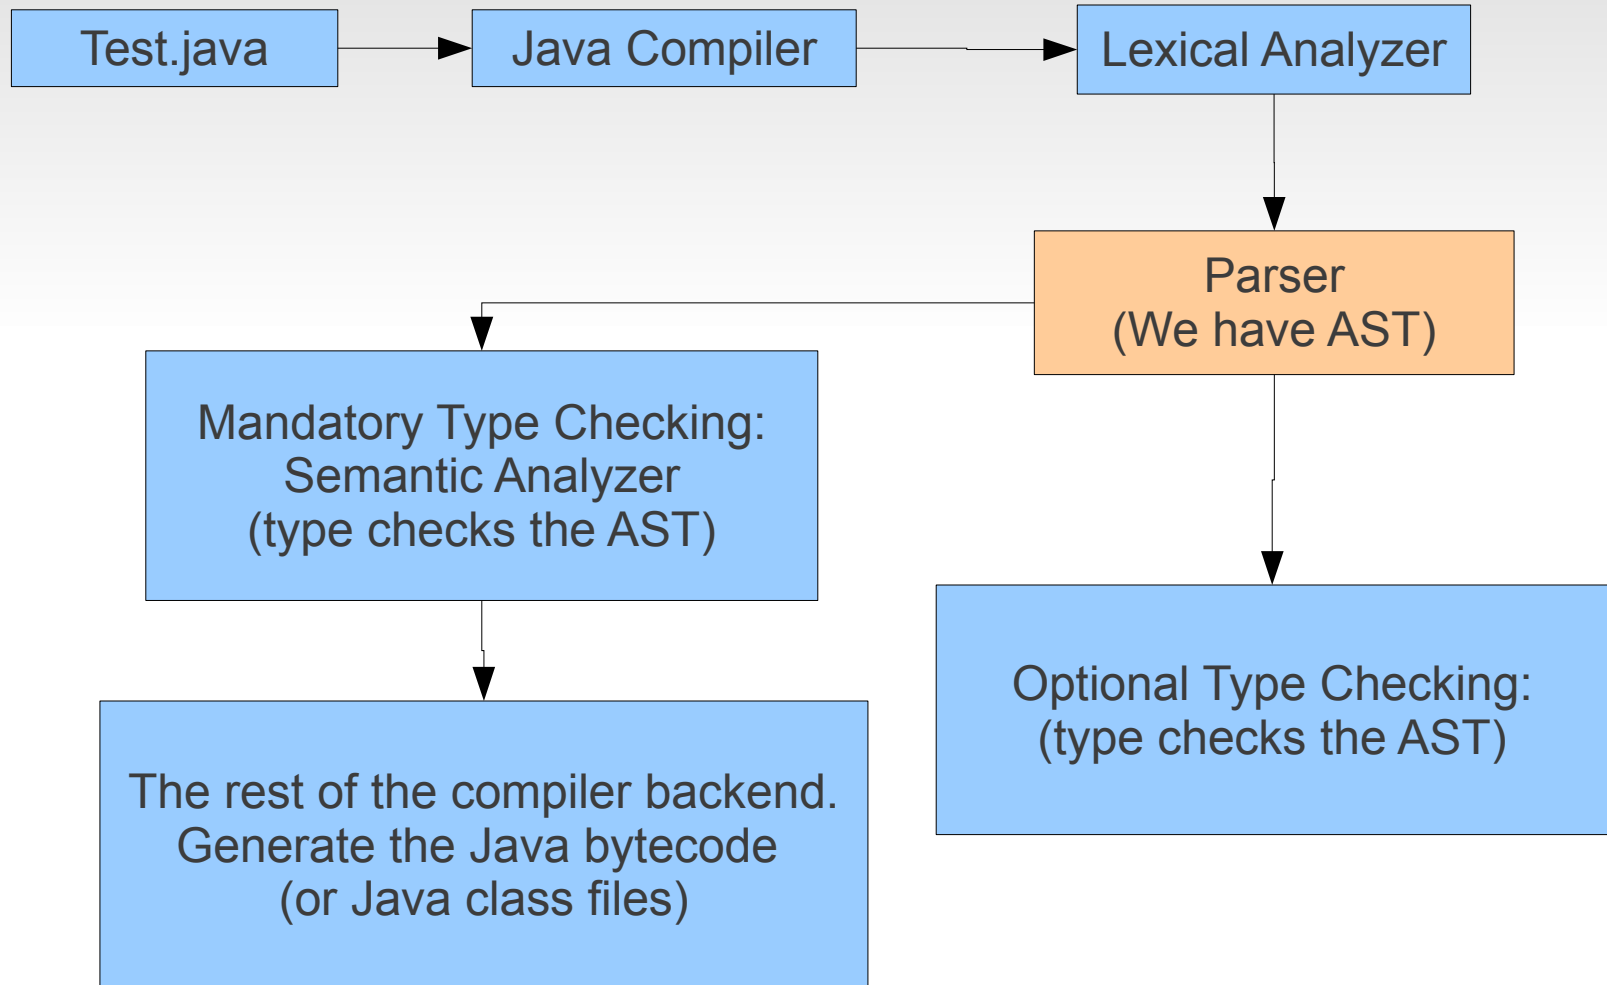 Test.java
Java Compiler
Lexical Analyzer
Parser
(We have AST)
Mandatory Type Checking:
Semantic Analyzer
(type checks the AST)
Optional Type Checking:
(type checks the AST)
The rest of the compiler backend.
Generate the Java bytecode
(or Java class files)